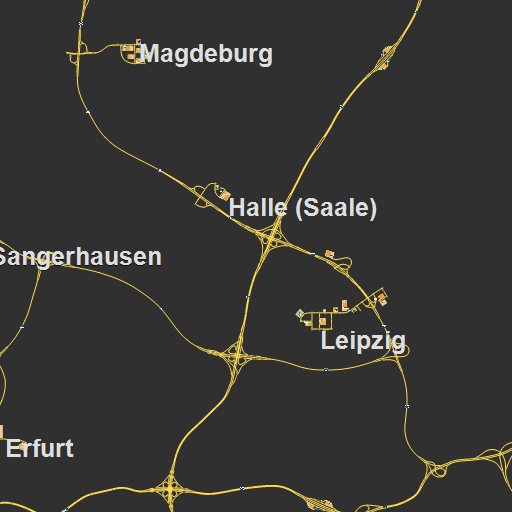 Magdeburg
Halle (Saale)
Sangerhausen
Leipzig
Erfurt